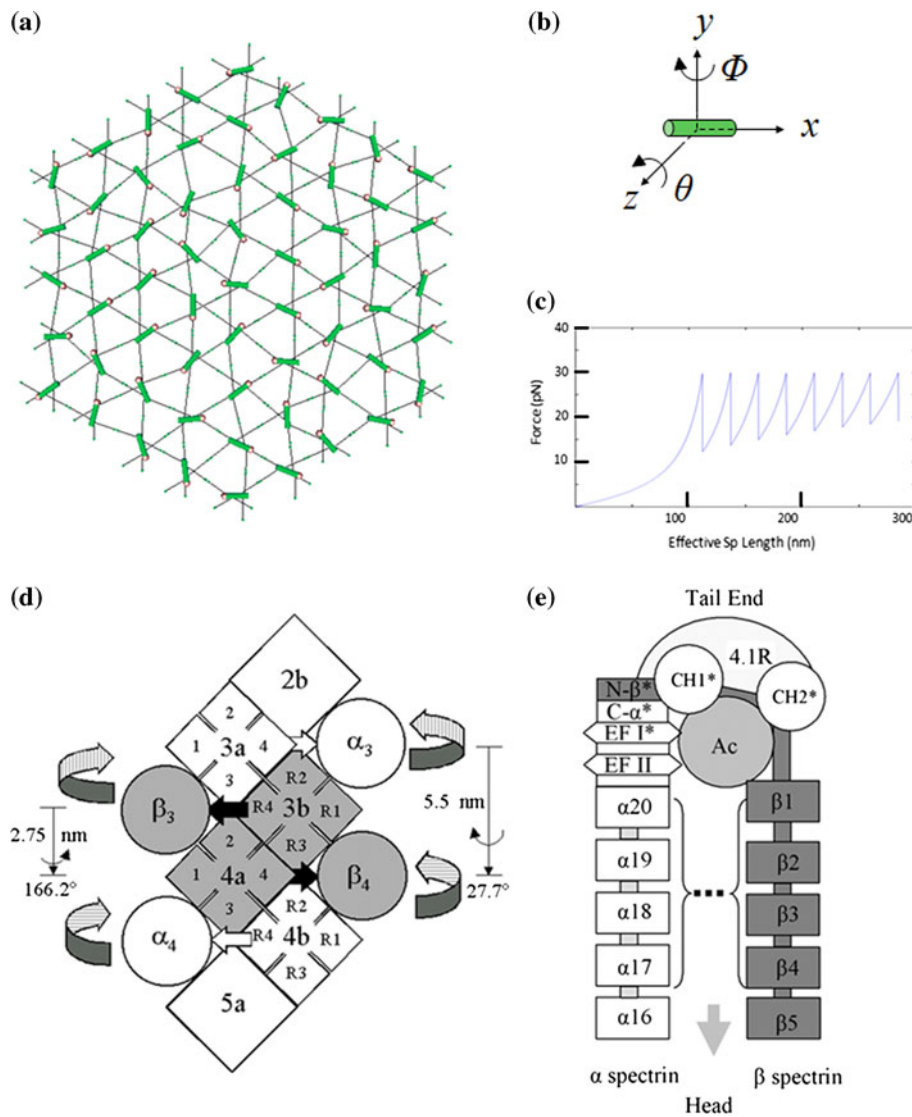 (a)
(b)
y
Φ
x
z
θ
(c)
40
30
20
10
Force (pN)
100
200
300
Effective Sp Length (nm)
(d)
2b
2
1 3a 4
3
α3
β3
R2
R4 3b R1
R3
5.5 nm
2.75 nm
166.2°
2
1 4a 4
3
β4
27.7°
α4
R2
R4 4b R1
R3
5a
(e)
Tail End
4.1R
CH1*
CH2*
N-β*
C-α*
EF I*
Ac
EF II
α20
β1
α19
β2
α18
β3
α17
β4
α16
β5
α spectrin
β spectrin
Head